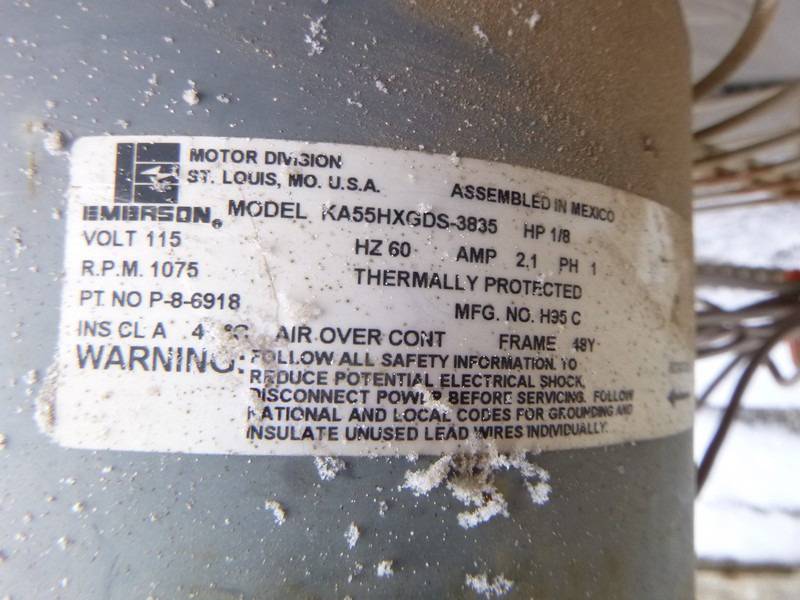 MOTOR DIVISION
ST. LOUIS, MO. U.S.A.
ASSEMBLED IN MEXICO
EMERSON® MODEL KA55HXGDS-3835 HP 1/8
VOLT 115 HZ 60 AMP 2.1 PH 1
R.P.M. 1075 THERMALLY PROTECTED
PT. NO P-8-6918 MFG. NO. H95 C
INS CL A 4 °C AIR OVER CONT FRAME 48Y
WARNING: FOLLOW ALL SAFETY INFORMATION. TO
REDUCE POTENTIAL ELECTRICAL SHOCK,
DISCONNECT POWER BEFORE SERVICING. FOLLOW
NATIONAL AND LOCAL CODES FOR GROUNDING AND
INSULATE UNUSED LEAD WIRES INDIVIDUALLY.